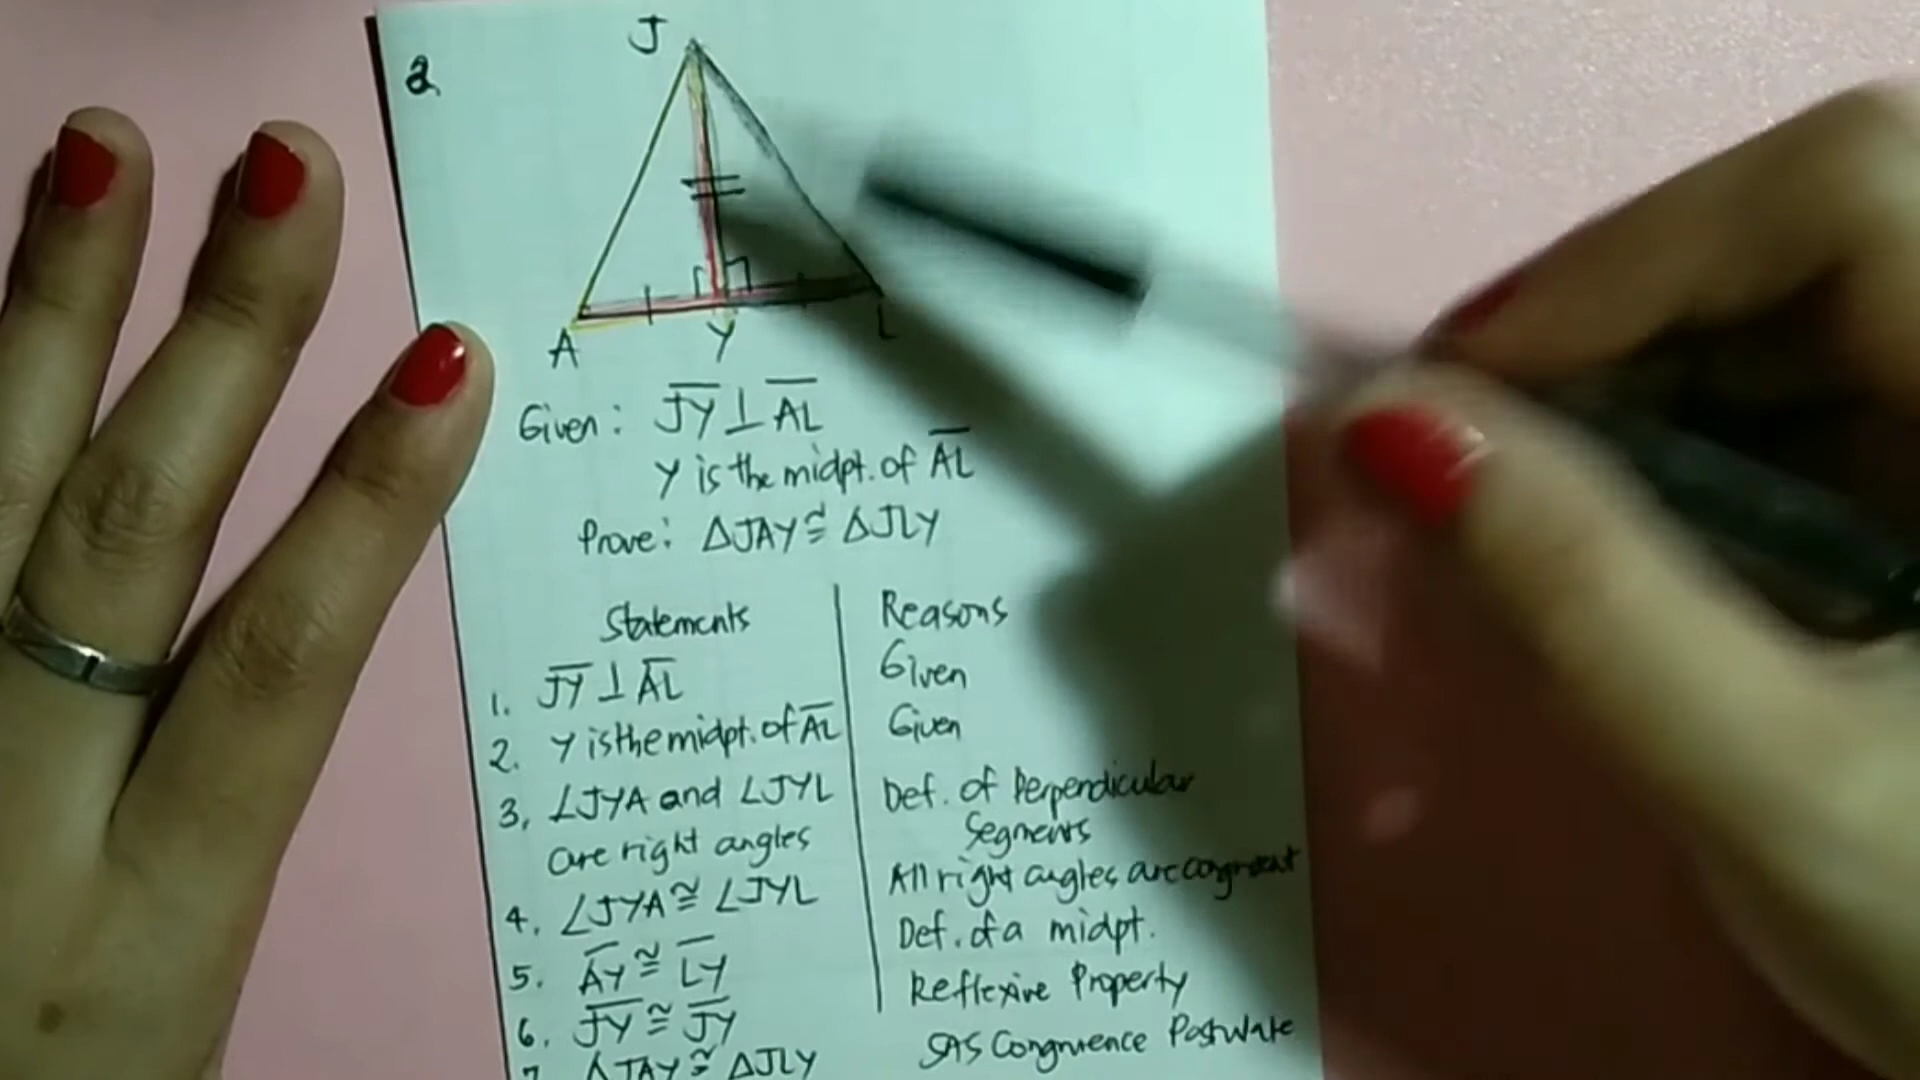 2
J
A
Y
L
Given: JY ⊥ AL
Y is the midpt. of AL
Prove: ΔJAY ≅ ΔJLY
Statements
Reasons
1. JY ⊥ AL
Given
2. Y is the midpt. of AL
Given
3. ∠JYA and ∠JYL
are right angles
Def. of Perpendicular
Segments
4. ∠JYA ≅ ∠JYL
All right angles are congruent
5. AY ≅ LY
Def. of a midpt.
6. JY ≅ JY
Reflexive Property
7. ΔJAY ≅ ΔJLY
SAS Congruence Postulate